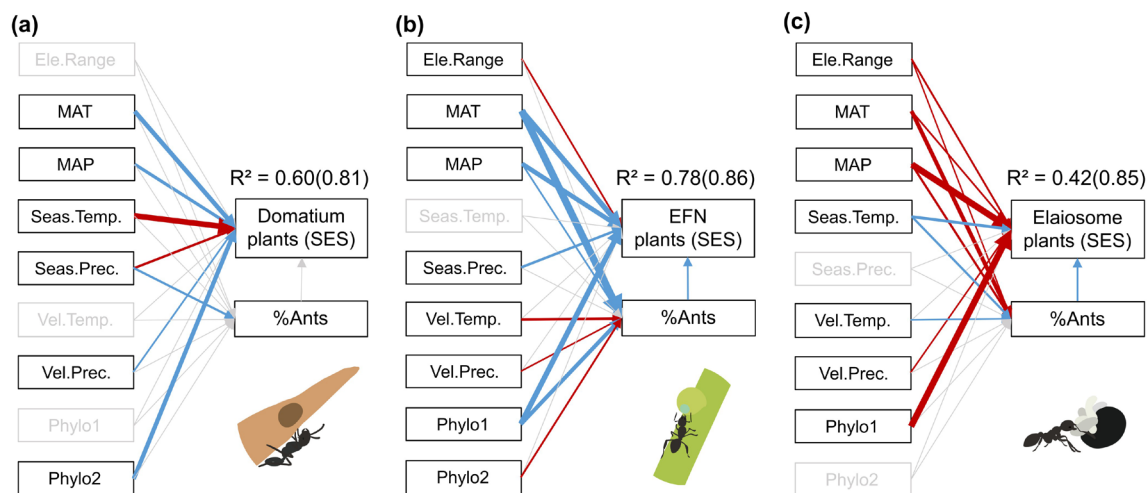 (a)
Ele.Range
MAT
MAP
Seas.Temp.
Seas.Prec.
Vel.Temp.
Vel.Prec.
Phylo1
Phylo2
R² = 0.60(0.81)
Domatium
plants (SES)
%Ants
(b)
Ele.Range
MAT
MAP
Seas.Temp.
Seas.Prec.
Vel.Temp.
Vel.Prec.
Phylo1
Phylo2
R² = 0.78(0.86)
EFN
plants (SES)
%Ants
(c)
Ele.Range
MAT
MAP
Seas.Temp.
Seas.Prec.
Vel.Temp.
Vel.Prec.
Phylo1
Phylo2
R² = 0.42(0.85)
Elaiosome
plants (SES)
%Ants